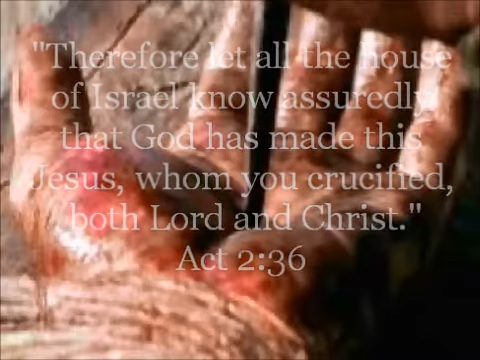 "Therefore let all the house
of Israel know assuredly
that God has made this
Jesus, whom you crucified,
both Lord and Christ."
Act 2:36